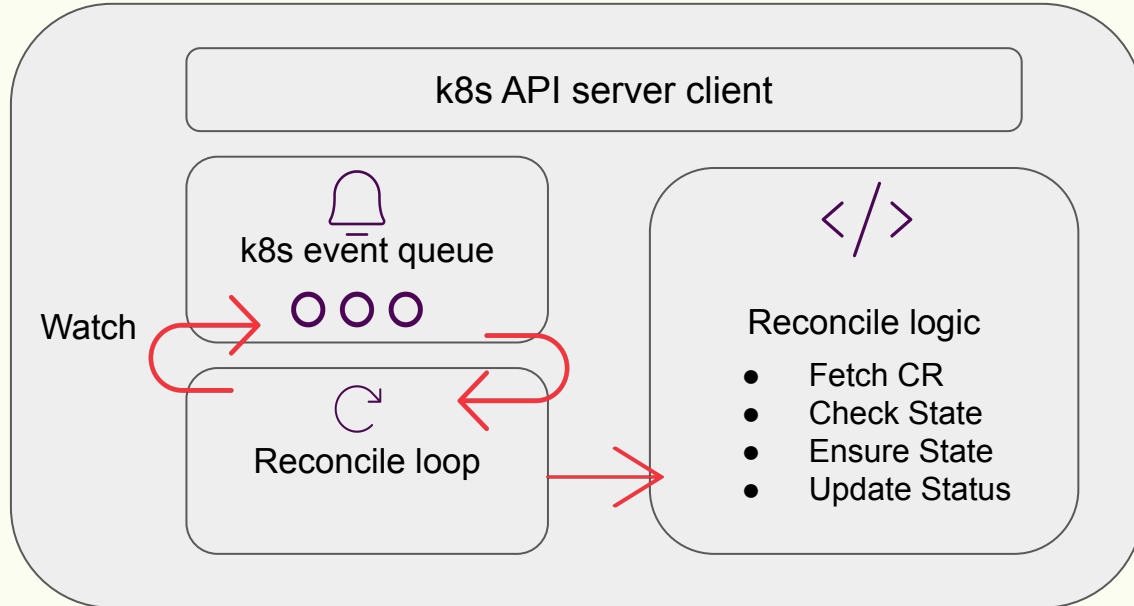 k8s API server client
k8s event queue
Watch
Reconcile loop
Reconcile logic
● Fetch CR
● Check State
● Ensure State
● Update Status